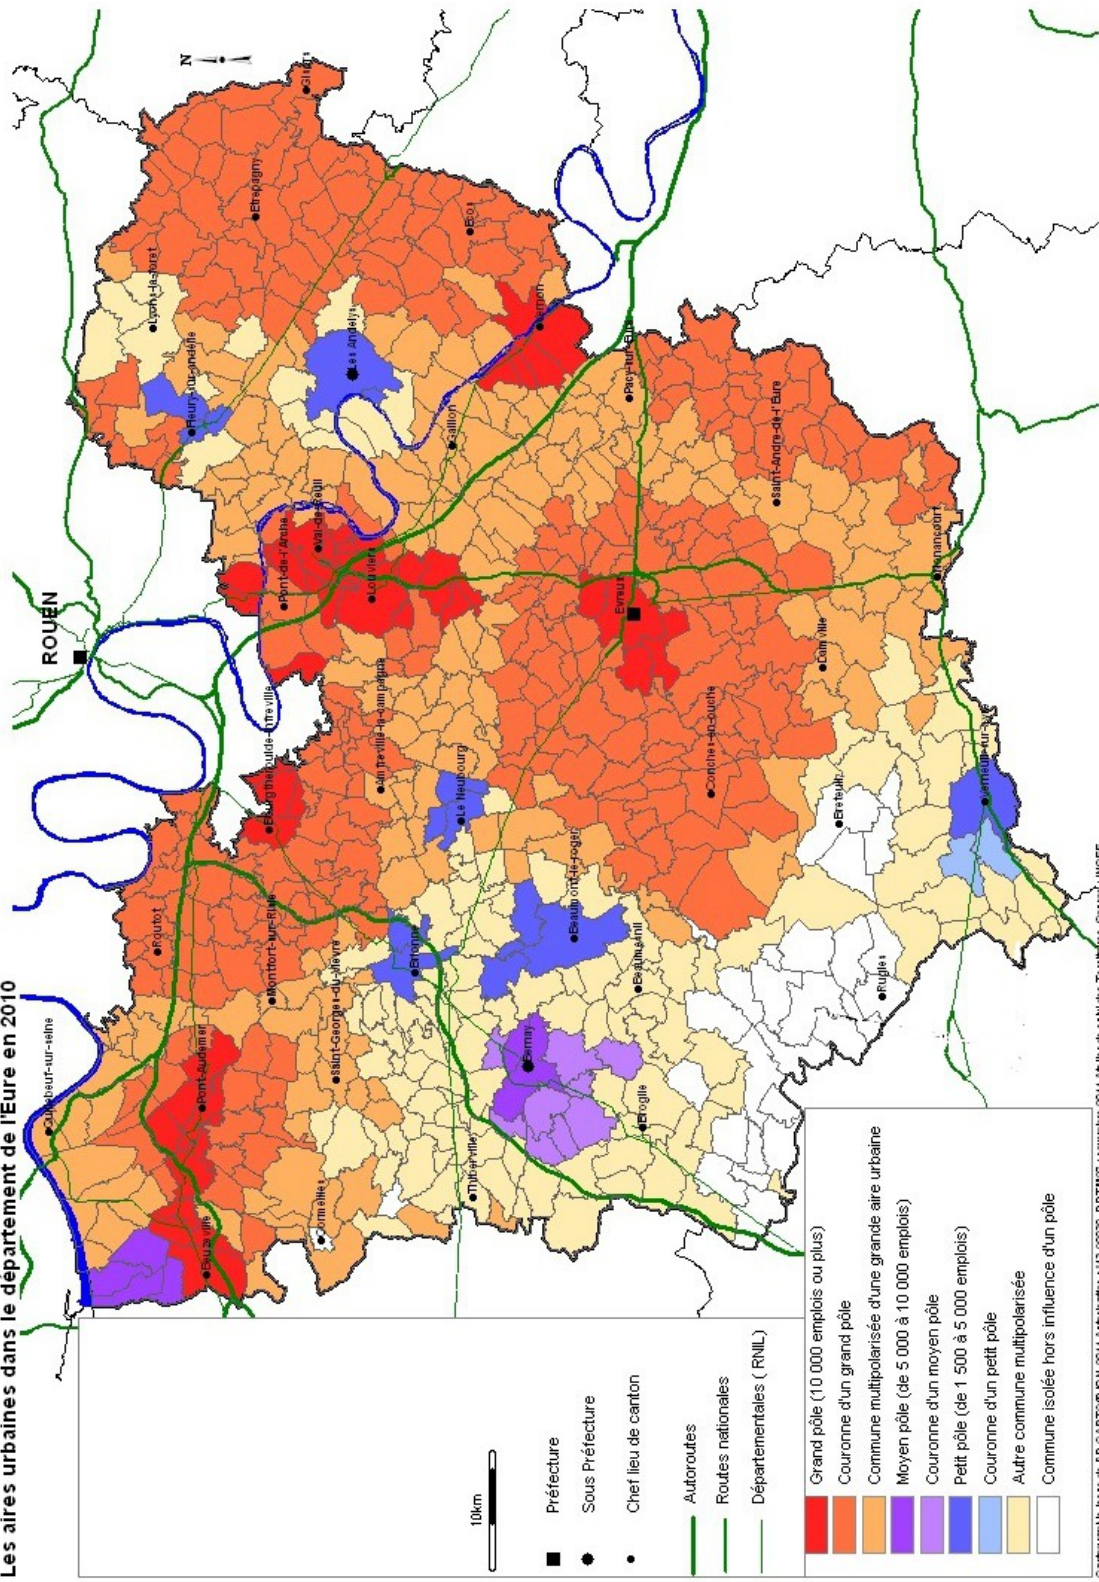 Les aires urbaines dans le département de l'Eure en 2010
ROUEN
N
Quillebeuf-sur-seine
Routot
Pont-Audemer
Beuzeville
Montfort-sur-Risle
Saint-Georges-du-vievre
Cormeilles
Thiberville
Brionne
Bernay
Broglie
Beaumesnil
Beaumont-le-roger
Le Neubourg
Amfreville-la-campagne
Pont-de-l'Arche
Val-de-Reuil
Louviers
Gaillon
Les Andelys
Fleury-sur-andelle
Lyons-la-foret
Etrepagny
Gisors
Ecos
Vernon
Pacy-sur-Eure
Evreux
Saint-Andre-de-l'Eure
Nonancourt
Damville
Conches-en-ouche
Breteuil
Rugles
10km
Préfecture
Sous Préfecture
Chef lieu de canton
Autoroutes
Routes nationales
Départementales ( RNIL)
Grand pôle (10 000 emplois ou plus)
Couronne d'un grand pôle
Commune multipolarisée d'une grande aire urbaine
Moyen pôle (de 5 000 à 10 000 emplois)
Couronne d'un moyen pôle
Petit pôle (de 1 500 à 5 000 emplois)
Couronne d'un petit pôle
Autre commune multipolarisée
Commune isolée hors influence d'un pôle